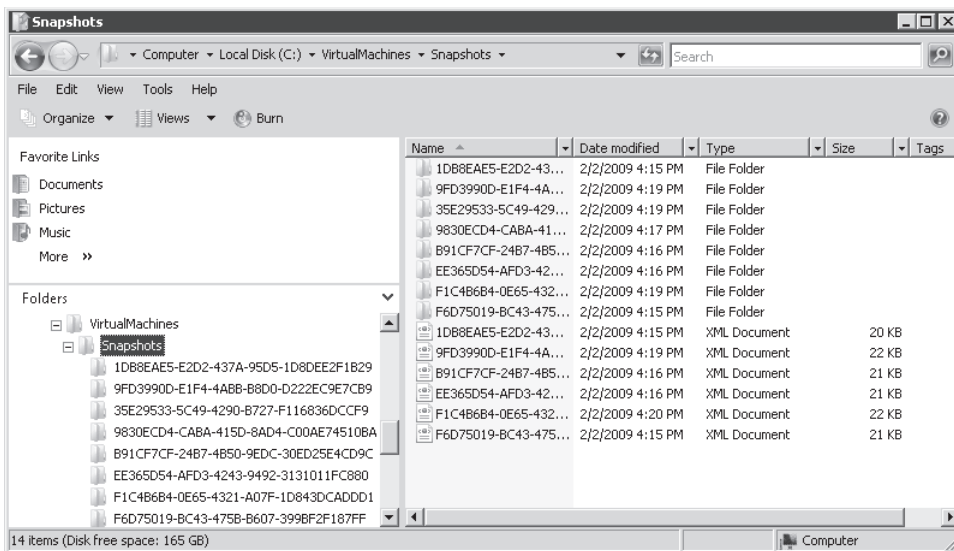 Snapshots
Computer Local Disk (C:) VirtualMachines Snapshots
Search
File Edit View Tools Help
Organize Views Burn
Favorite Links
Documents
Pictures
Music
More »
Folders
VirtualMachines
Snapshots
1DB8EAE5-E2D2-437A-95D5-1D8DEE2F1B29
9FD3990D-E1F4-4ABB-B8D0-D222EC9E7CB9
35E29533-5C49-4290-B727-F116836DCCF9
9830ECD4-CABA-415D-8AD4-C00AE74510BA
B91CF7CF-24B7-4B50-9EDC-30ED25E4CD9C
EE365D54-AFD3-4243-9492-3131011FC880
F1C4B6B4-0E65-4321-A07F-1D843DCADDD1
F6D75019-BC43-475B-B607-399BF2F187FF
Name Date modified Type Size Tags
1DB8EAE5-E2D2-43... 2/2/2009 4:15 PM File Folder
9FD3990D-E1F4-4A... 2/2/2009 4:19 PM File Folder
35E29533-5C49-429... 2/2/2009 4:19 PM File Folder
9830ECD4-CABA-41... 2/2/2009 4:17 PM File Folder
B91CF7CF-24B7-4B5... 2/2/2009 4:16 PM File Folder
EE365D54-AFD3-42... 2/2/2009 4:16 PM File Folder
F1C4B6B4-0E65-432... 2/2/2009 4:19 PM File Folder
F6D75019-BC43-475... 2/2/2009 4:15 PM File Folder
1DB8EAE5-E2D2-43... 2/2/2009 4:15 PM XML Document 20 KB
9FD3990D-E1F4-4A... 2/2/2009 4:19 PM XML Document 22 KB
B91CF7CF-24B7-4B5... 2/2/2009 4:16 PM XML Document 21 KB
EE365D54-AFD3-42... 2/2/2009 4:16 PM XML Document 21 KB
F1C4B6B4-0E65-432... 2/2/2009 4:20 PM XML Document 22 KB
F6D75019-BC43-475... 2/2/2009 4:15 PM XML Document 21 KB
14 items (Disk free space: 165 GB)
Computer